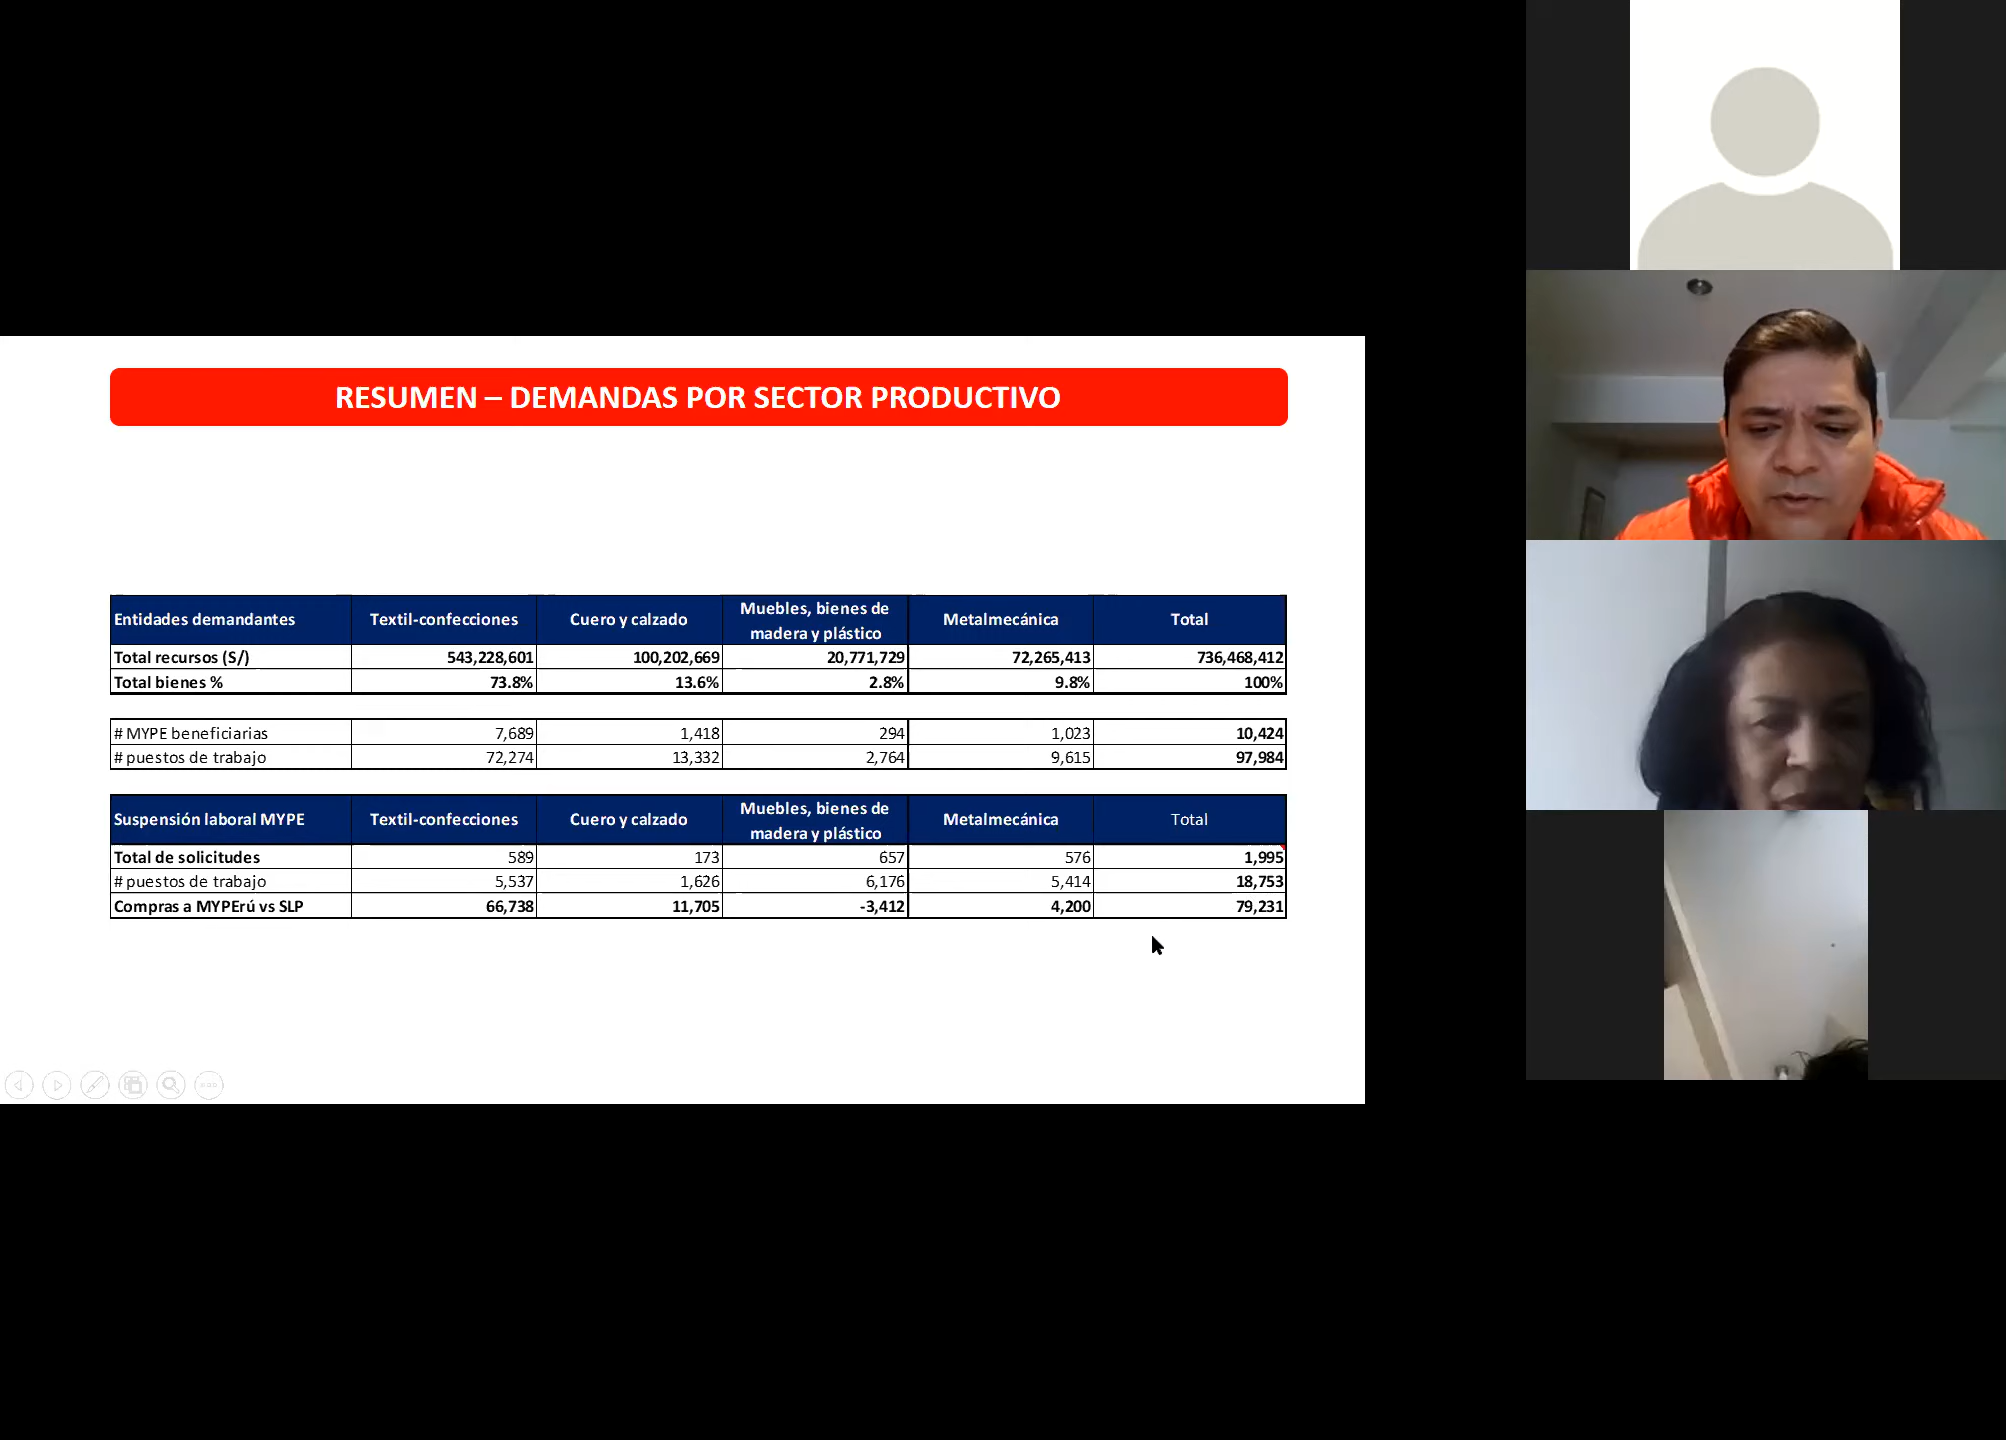 RESUMEN – DEMANDAS POR SECTOR PRODUCTIVO
Entidades demandantes Textil-confecciones Cuero y calzado Muebles, bienes de madera y plástico Metalmecánica Total
Total recursos (S/) 543,228,601 100,202,669 20,771,729 72,265,413 736,468,412
Total bienes % 73.8% 13.6% 2.8% 9.8% 100%
# MYPE beneficiarias 7,689 1,418 294 1,023 10,424
# puestos de trabajo 72,274 13,332 2,764 9,615 97,984
Suspensión laboral MYPE Textil-confecciones Cuero y calzado Muebles, bienes de madera y plástico Metalmecánica Total
Total de solicitudes 589 173 657 576 1,995
# puestos de trabajo 5,537 1,626 6,176 5,414 18,753
Compras a MYPErú vs SLP 66,738 11,705 -3,412 4,200 79,231